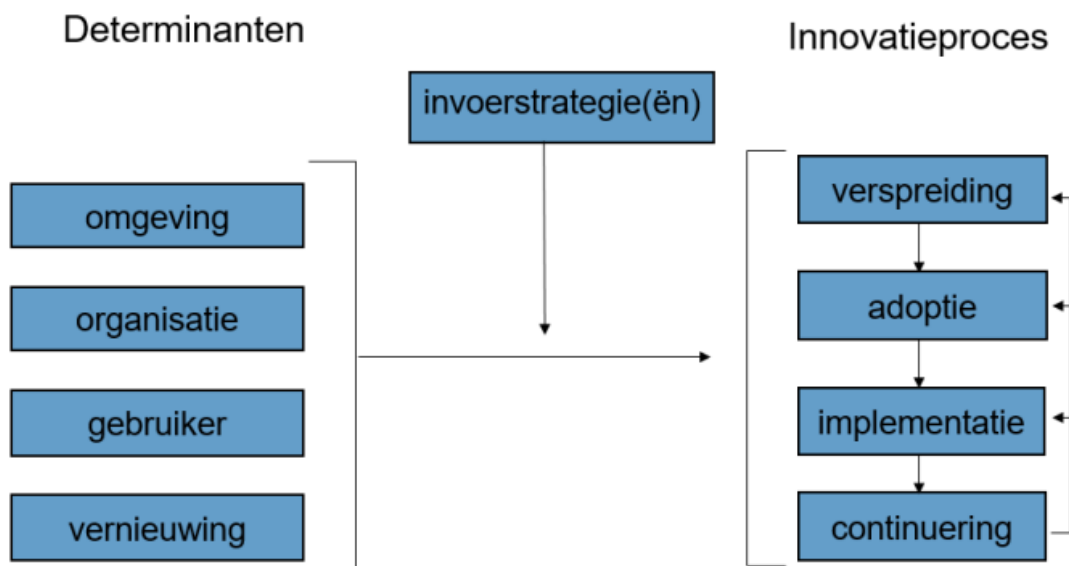 Determinanten
Innovatieproces
invoerstrategie(ën)
omgeving
organisatie
gebruiker
vernieuwing
verspreiding
adoptie
implementatie
continuering